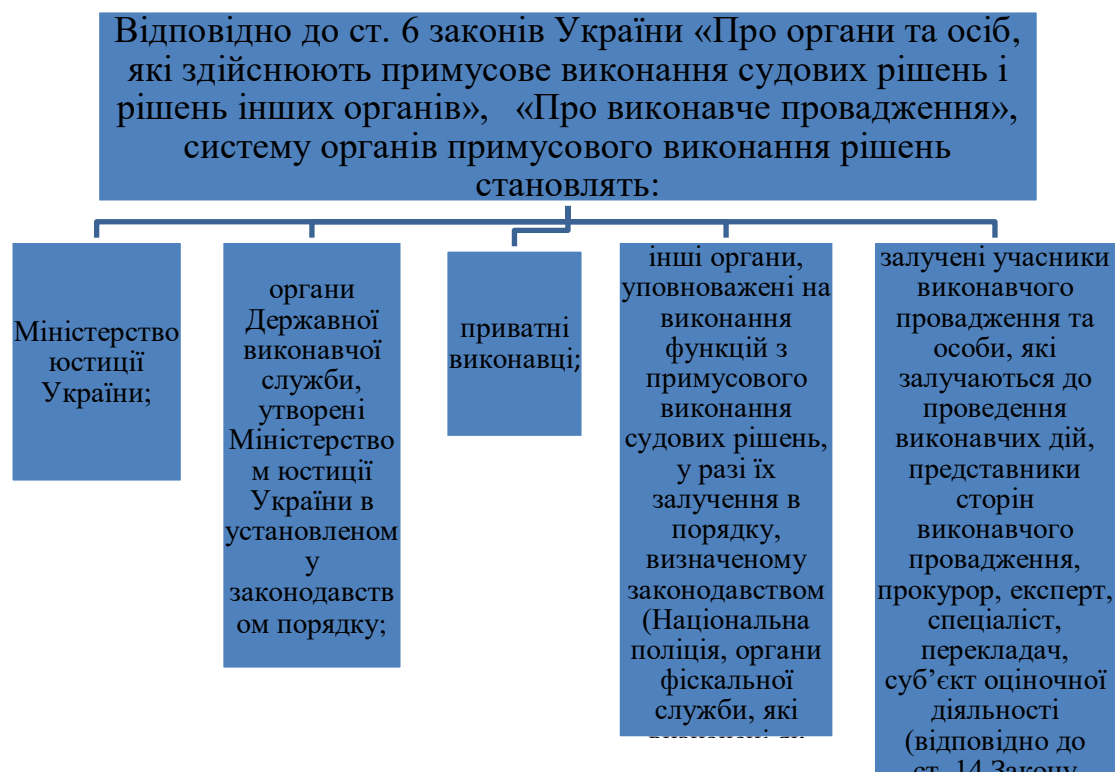 Відповідно до ст. 6 законів України «Про органи та осіб,
які здійснюють примусове виконання судових рішень і
рішень інших органів», «Про виконавче провадження»,
систему органів примусового виконання рішень
становлять:
Міністерство
юстиції
України;
органи
Державної
виконавчої
служби,
утворені
Міністерство
м юстиції
України в
установленом
у
законодавств
ом порядку;
приватні
виконавці;
інші органи,
уповноважені на
виконання
функцій з
примусового
виконання
судових рішень,
у разі їх
залучення в
порядку,
визначеному
законодавством
(Національна
поліція, органи
фіскальної
служби, які
залучені учасники
виконавчого
провадження та
особи, які
залучаються до
проведення
виконавчих дій,
представники
сторін
виконавчого
провадження,
прокурор, експерт,
спеціаліст,
перекладач,
суб’єкт оціночної
діяльності
(відповідно до
ст. 14 Закону